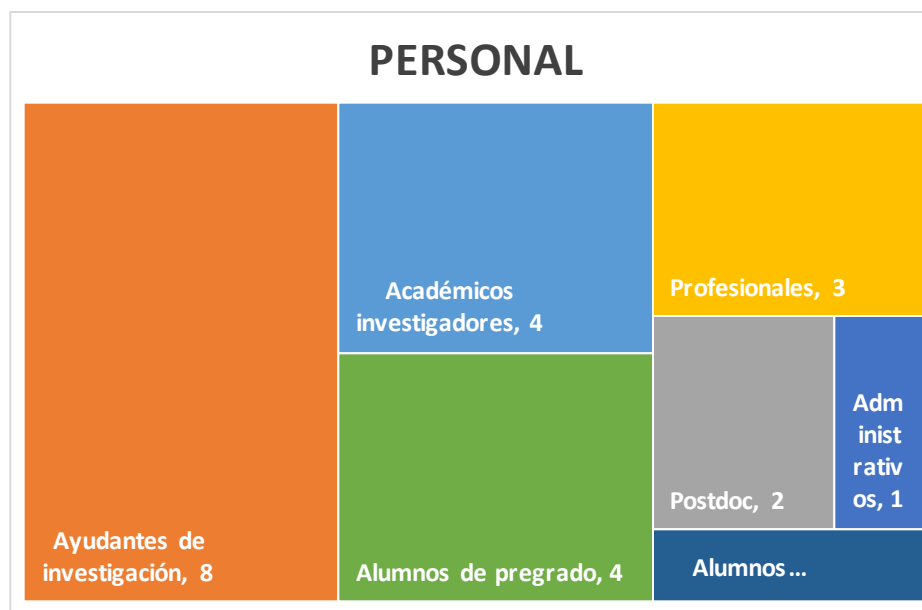 PERSONAL
Ayudantes de
investigación, 8
Académicos
investigadores, 4
Alumnos de pregrado, 4
Profesionales, 3
Postdoc, 2
Adm
inist
rativ
os, 1
Alumnos...